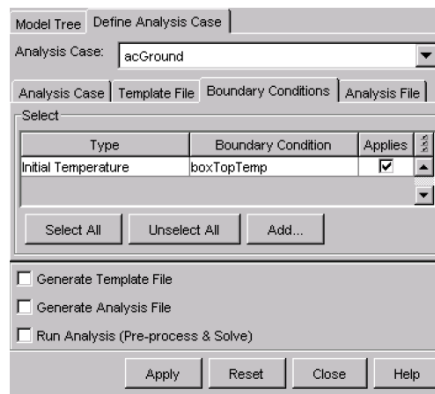 Model Tree Define Analysis Case
Analysis Case: acGround
Analysis Case Template File Boundary Conditions Analysis File
Select
Type Boundary Condition Applies
Initial Temperature boxTopTemp
Select All Unselect All Add...
Generate Template File
Generate Analysis File
Run Analysis (Pre-process & Solve)
Apply Reset Close Help